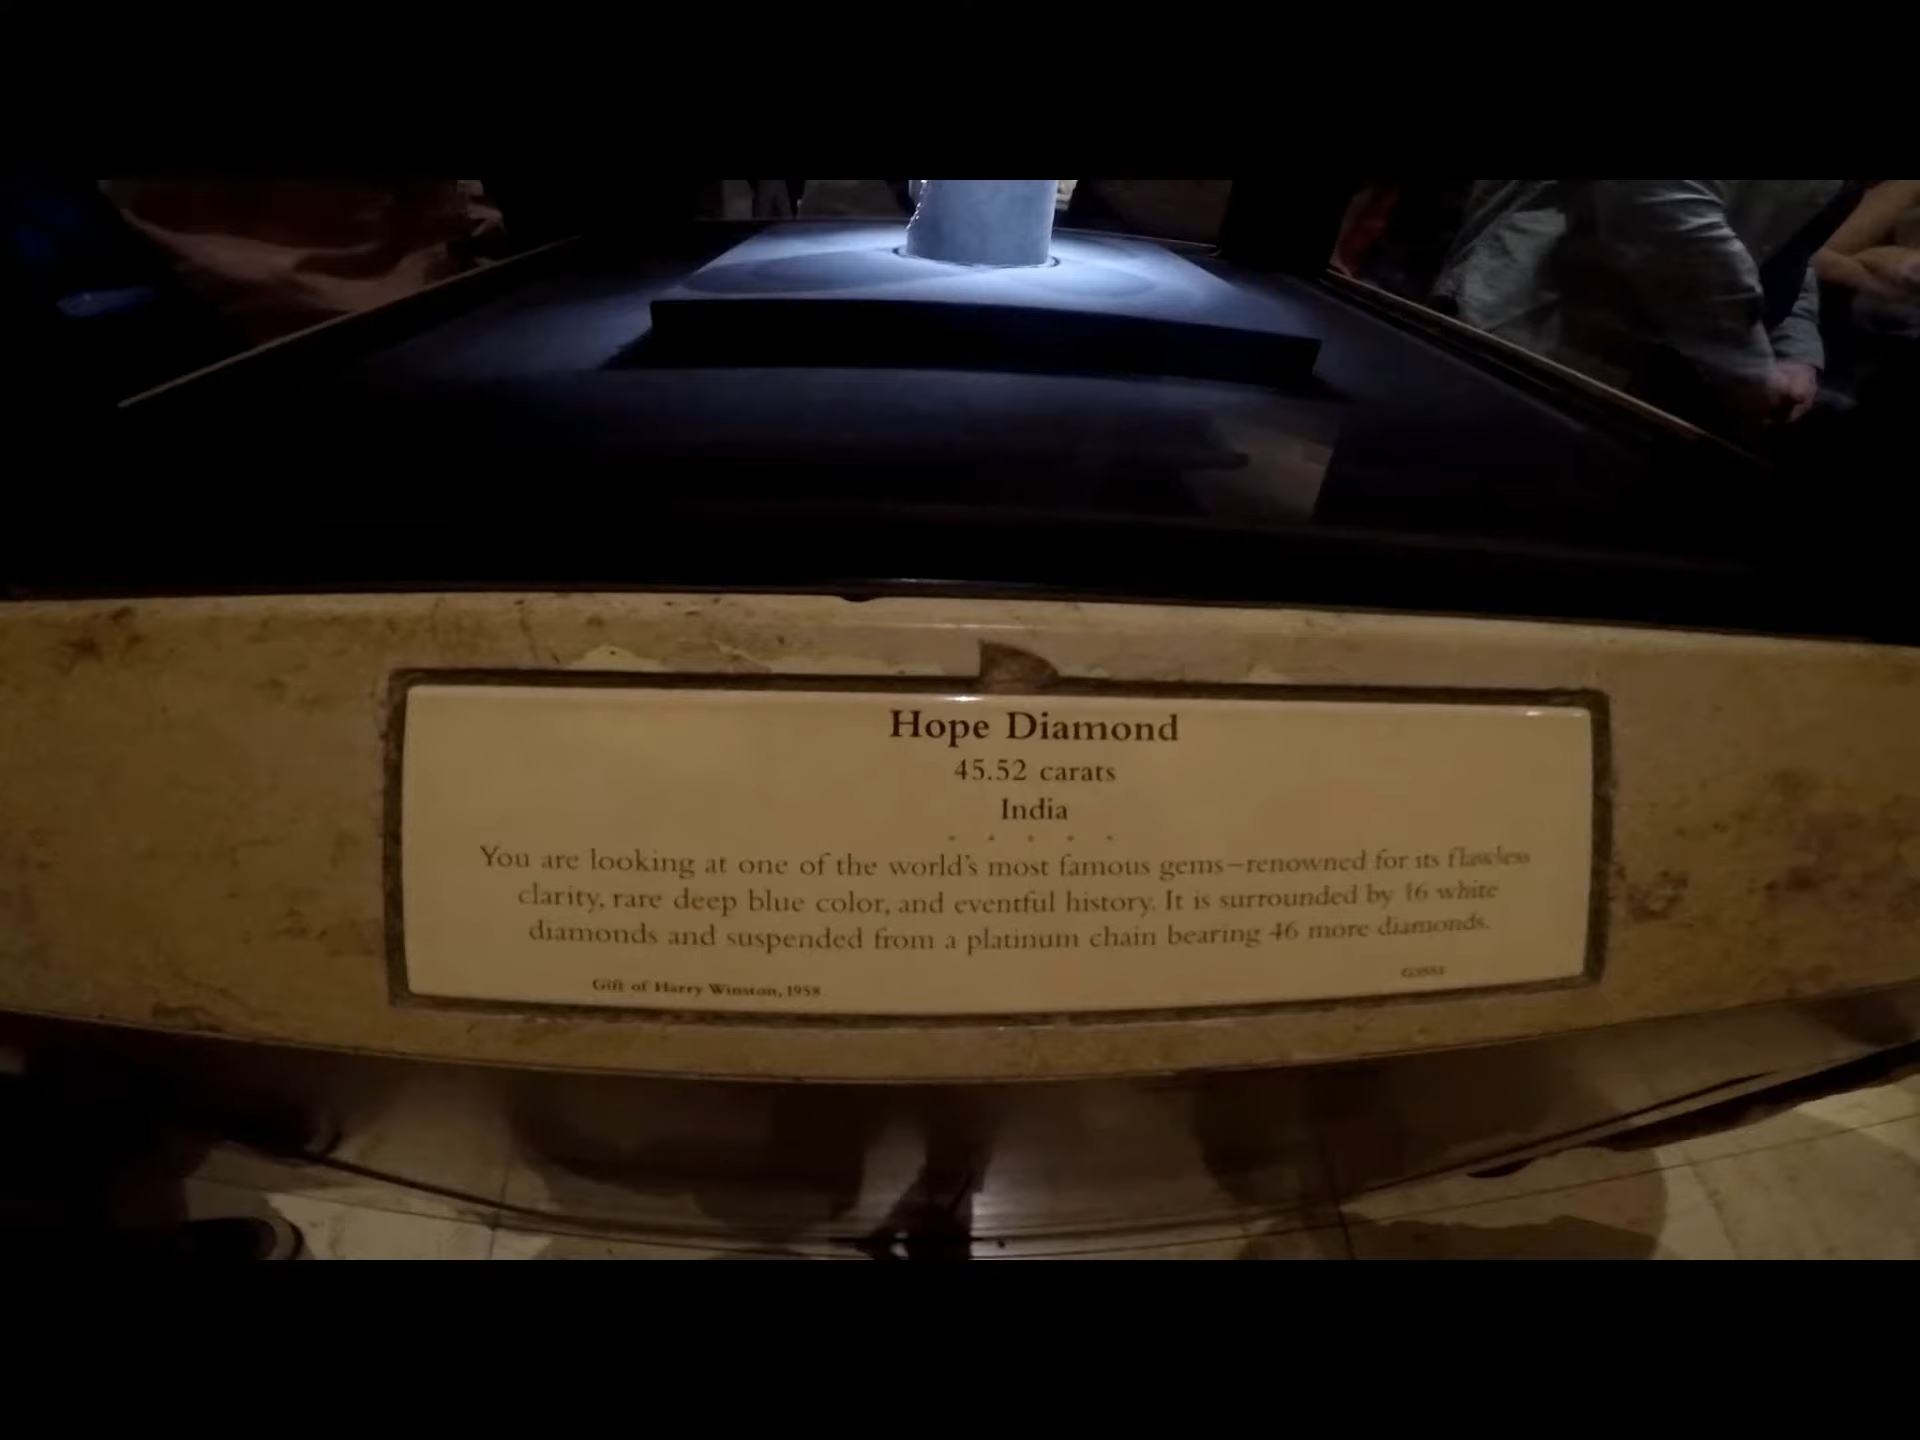 Hope Diamond
45.52 carats
India
You are looking at one of the world's most famous gems—renowned for its flawless
clarity, rare deep blue color, and eventful history. It is surrounded by 16 white
diamonds and suspended from a platinum chain bearing 46 more diamonds.
Gift of Harry Winston, 1958